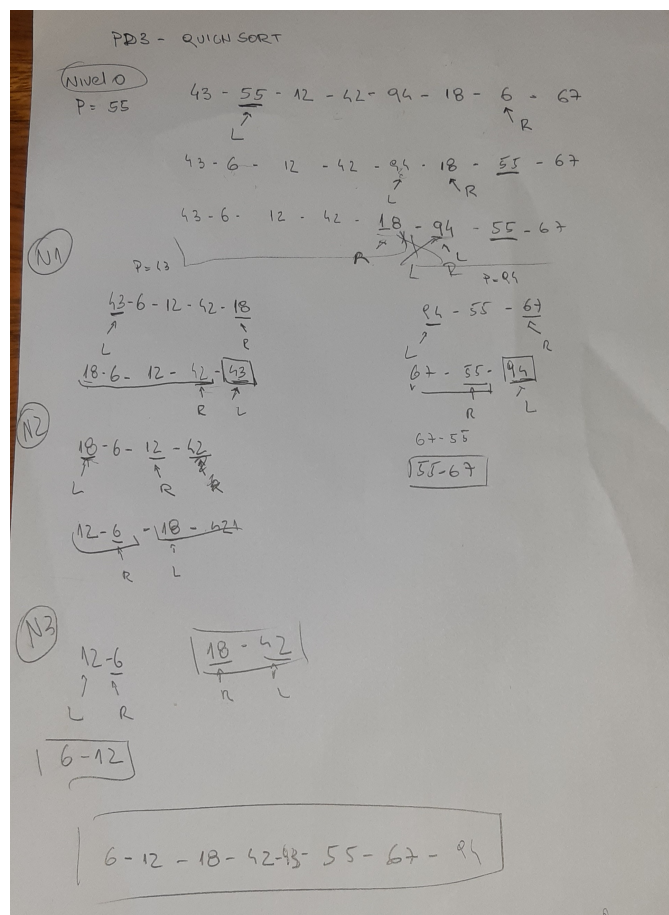 PD3 - QUICKSORT
Nivel 0
P = 55
43 - 55 - 12 - 42 - 94 - 18 - 6 - 67
L R
43 - 6 - 12 - 42 - 94 - 18 - 55 - 67
L R
43 - 6 - 12 - 42 - 18 - 94 - 55 - 67
R L R L
N1
P = 43 P = 94
43 - 6 - 12 - 42 - 18 94 - 55 - 67
L R L R
18 - 6 - 12 - 42 - 43 67 - 55 - 94
R L R L
N2
67 - 55
18 - 6 - 12 - 42
55 - 67
L R R
12 - 6 - 18 - 42
R L
N3
18 - 42
12 - 6
R L
L R
6 - 12
6 - 12 - 18 - 42 - 43 - 55 - 67 - 94